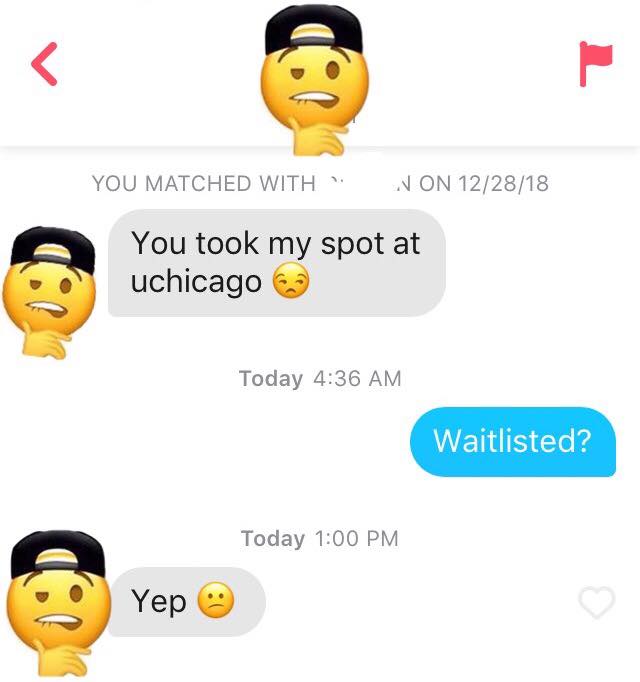 YOU MATCHED WITH ON 12/28/18
You took my spot at
uchicago 😒
Today 4:36 AM
Waitlisted?
Today 1:00 PM
Yep 😕